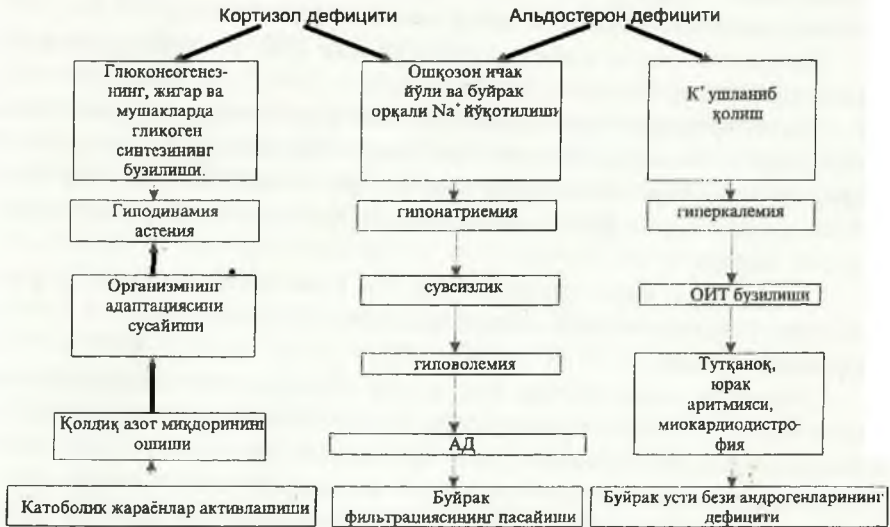 Кортизол дефицити
Альдостерон дефицити
Глюконеогенез-
нинг, жигар ва
мушакларда
гликоген
синтезининг
бузилиши.
Ошқозон ичак
йўли ва буйрак
орқали Na⁺ йўқотилиши
К⁺ ушланиб
қолиш
Гиподинамия
астения
гипонатриемия
гиперкалемия
Организмнинг
адаптациясини
сусайиши
сувсизлик
ОИТ бузилиши
гиповолемия
Тутқаноқ,
юрак
аритмияси,
миокардиодистро-
фия
Қолдиқ азот миқдорининг
ошиши
АД
Катоболик жараёнлар активлашиши
Буйрак
фильтрациясининг пасайиши
Буйрак усти бези андрогенларининг
дефицити